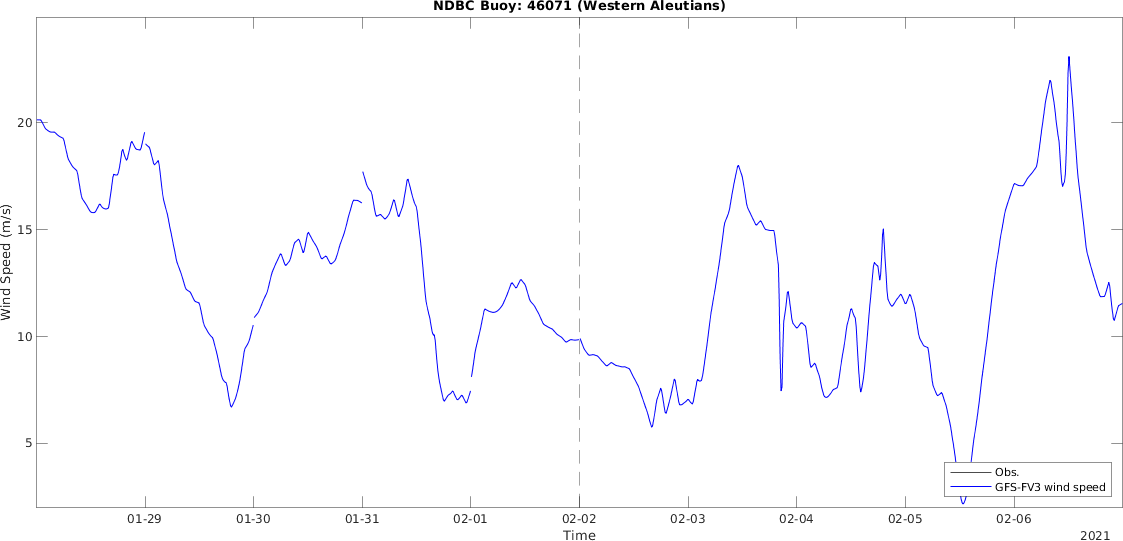 NDBC Buoy: 46071 (Western Aleutians)
Wind Speed (m/s)
20
15
10
5
Obs.
GFS-FV3 wind speed
01-29 01-30 01-31 02-01 02-02 02-03 02-04 02-05 02-06
Time
2021